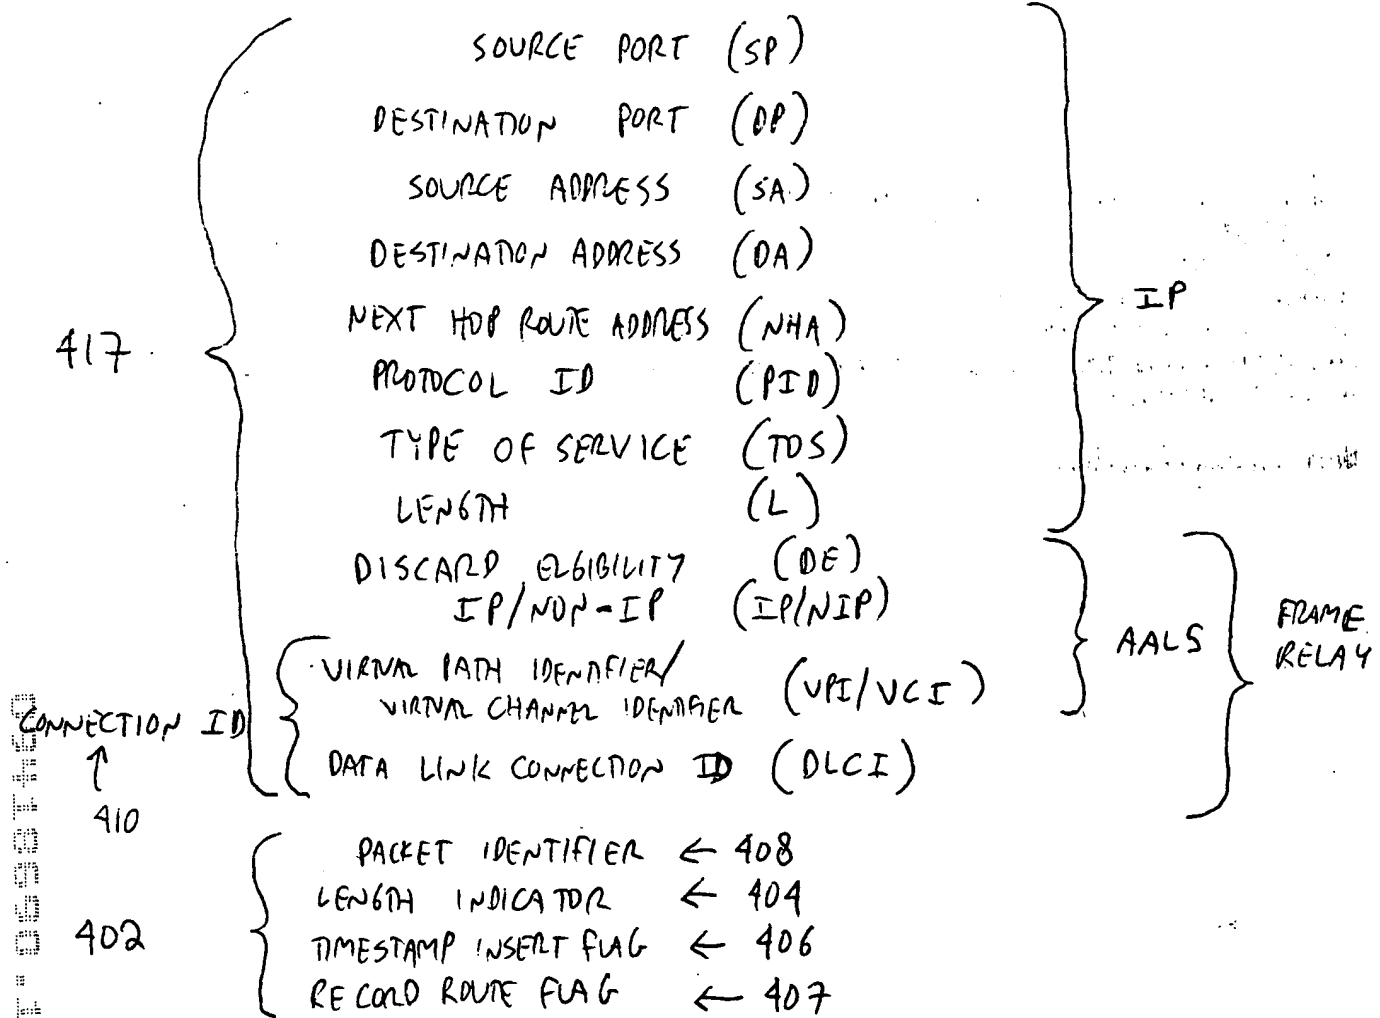 SOURCE PORT (SP)
DESTINATION PORT (DP)
SOURCE ADDRESS (SA)
DESTINATION ADDRESS (DA)
NEXT HOP ROUTE ADDRESS (NHA)
IP
417
PROTOCOL ID (PID)
TYPE OF SERVICE (TOS)
LENGTH (L)
DISCARD ELGIBILITY (DE)
IP/NON-IP (IP/NIP)
AAL5
FRAME
RELAY
VIRTUAL PATH IDENTIFIER/
VIRTUAL CHANNEL IDENTIFIER (VPI/VCI)
CONNECTION ID
DATA LINK CONNECTION ID (DLCI)
410
PACKET IDENTIFIER ← 408
LENGTH INDICATOR ← 404
402
TIMESTAMP INSERT FLAG ← 406
RECORD ROUTE FLAG ← 407